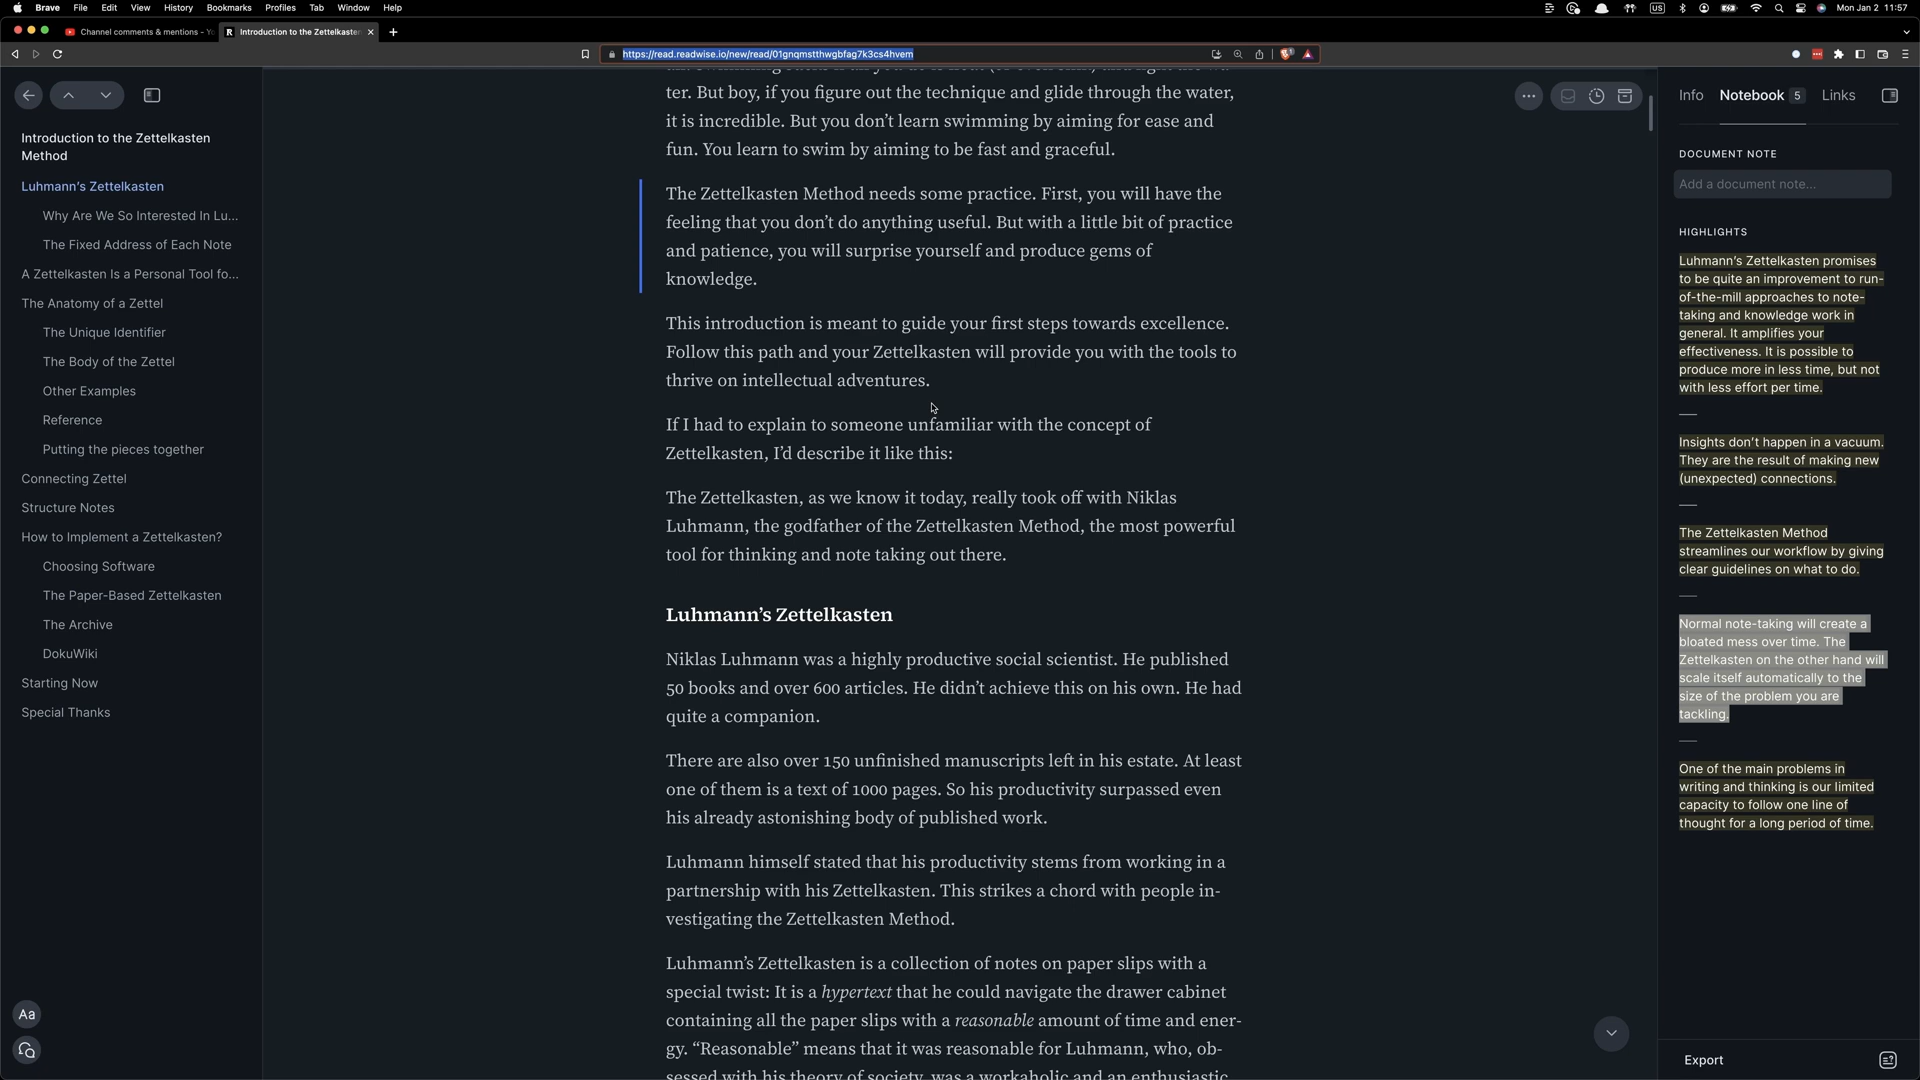 Brave File Edit View History Bookmarks Profiles Tab Window Help
US
Mon Jan 2 11:57
Channel comments & mentions - Y
Introduction to the Zettelkasten
https://read.readwise.io/new/read/01gnqmstthwgbfag7k3cs4hvem
Introduction to the Zettelkasten
Method
Luhmann's Zettelkasten
Why Are We So Interested In Lu...
The Fixed Address of Each Note
A Zettelkasten Is a Personal Tool fo...
The Anatomy of a Zettel
The Unique Identifier
The Body of the Zettel
Other Examples
Reference
Putting the pieces together
Connecting Zettel
Structure Notes
How to Implement a Zettelkasten?
Choosing Software
The Paper-Based Zettelkasten
The Archive
DokuWiki
Starting Now
Special Thanks
Aa
ter. But boy, if you figure out the technique and glide through the water,
it is incredible. But you don't learn swimming by aiming for ease and
fun. You learn to swim by aiming to be fast and graceful.
The Zettelkasten Method needs some practice. First, you will have the
feeling that you don't do anything useful. But with a little bit of practice
and patience, you will surprise yourself and produce gems of
knowledge.
This introduction is meant to guide your first steps towards excellence.
Follow this path and your Zettelkasten will provide you with the tools to
thrive on intellectual adventures.
If I had to explain to someone unfamiliar with the concept of
Zettelkasten, I'd describe it like this:
The Zettelkasten, as we know it today, really took off with Niklas
Luhmann, the godfather of the Zettelkasten Method, the most powerful
tool for thinking and note taking out there.
Luhmann's Zettelkasten
Niklas Luhmann was a highly productive social scientist. He published
50 books and over 600 articles. He didn't achieve this on his own. He had
quite a companion.
There are also over 150 unfinished manuscripts left in his estate. At least
one of them is a text of 1000 pages. So his productivity surpassed even
his already astonishing body of published work.
Luhmann himself stated that his productivity stems from working in a
partnership with his Zettelkasten. This strikes a chord with people in-
vestigating the Zettelkasten Method.
Luhmann's Zettelkasten is a collection of notes on paper slips with a
special twist: It is a hypertext that he could navigate the drawer cabinet
containing all the paper slips with a reasonable amount of time and ener-
gy. “Reasonable” means that it was reasonable for Luhmann, who, ob-
sessed with his theory of society, was a workaholic and an enthusiastic
Info Notebook 5 Links
DOCUMENT NOTE
Add a document note...
HIGHLIGHTS
Luhmann's Zettelkasten promises
to be quite an improvement to run-
of-the-mill approaches to note-
taking and knowledge work in
general. It amplifies your
effectiveness. It is possible to
produce more in less time, but not
with less effort per time.
Insights don't happen in a vacuum.
They are the result of making new
(unexpected) connections.
The Zettelkasten Method
streamlines our workflow by giving
clear guidelines on what to do.
Normal note-taking will create a
bloated mess over time. The
Zettelkasten on the other hand will
scale itself automatically to the
size of the problem you are
tackling.
One of the main problems in
writing and thinking is our limited
capacity to follow one line of
thought for a long period of time.
Export